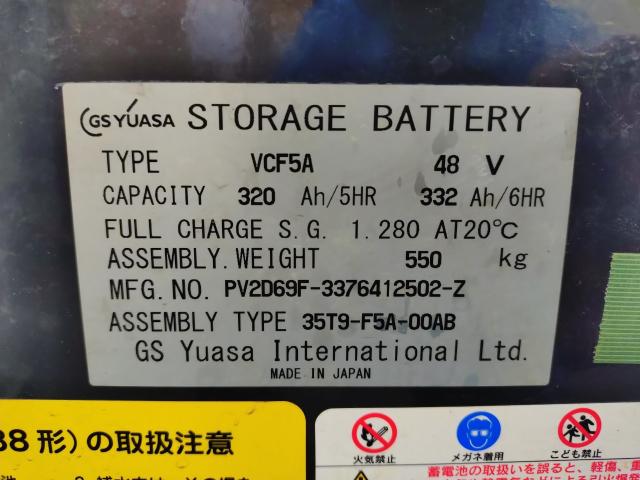 GS YUASA STORAGE BATTERY
TYPE VCF5A 48 V
CAPACITY 320 Ah/5HR 332 Ah/6HR
FULL CHARGE S.G. 1.280 AT20℃
ASSEMBLY.WEIGHT 550 kg
MFG.NO. PV2D69F-3376412502-Z
ASSEMBLY TYPE 35T9-F5A-00AB
GS Yuasa International Ltd.
MADE IN JAPAN
38形)の取扱注意
火気禁止 メガネ着用 こども禁止
蓄電池の取扱いを誤ると、軽傷、重